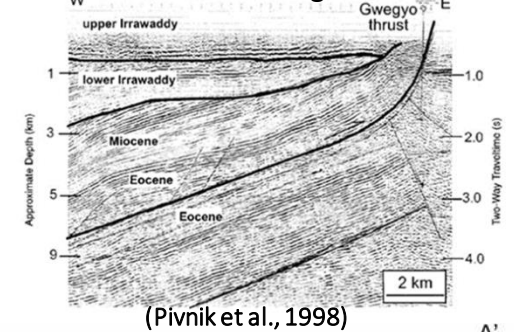 W
Gwegyo E
thrust
upper Irrawaddy
lower Irrawaddy
Miocene
Eocene
Eocene
1
3
5
9
Approximate Depth (km)
1.0
2.0
3.0
4.0
Two-Way Traveltime (s)
2 km
(Pivnik et al., 1998)
A'